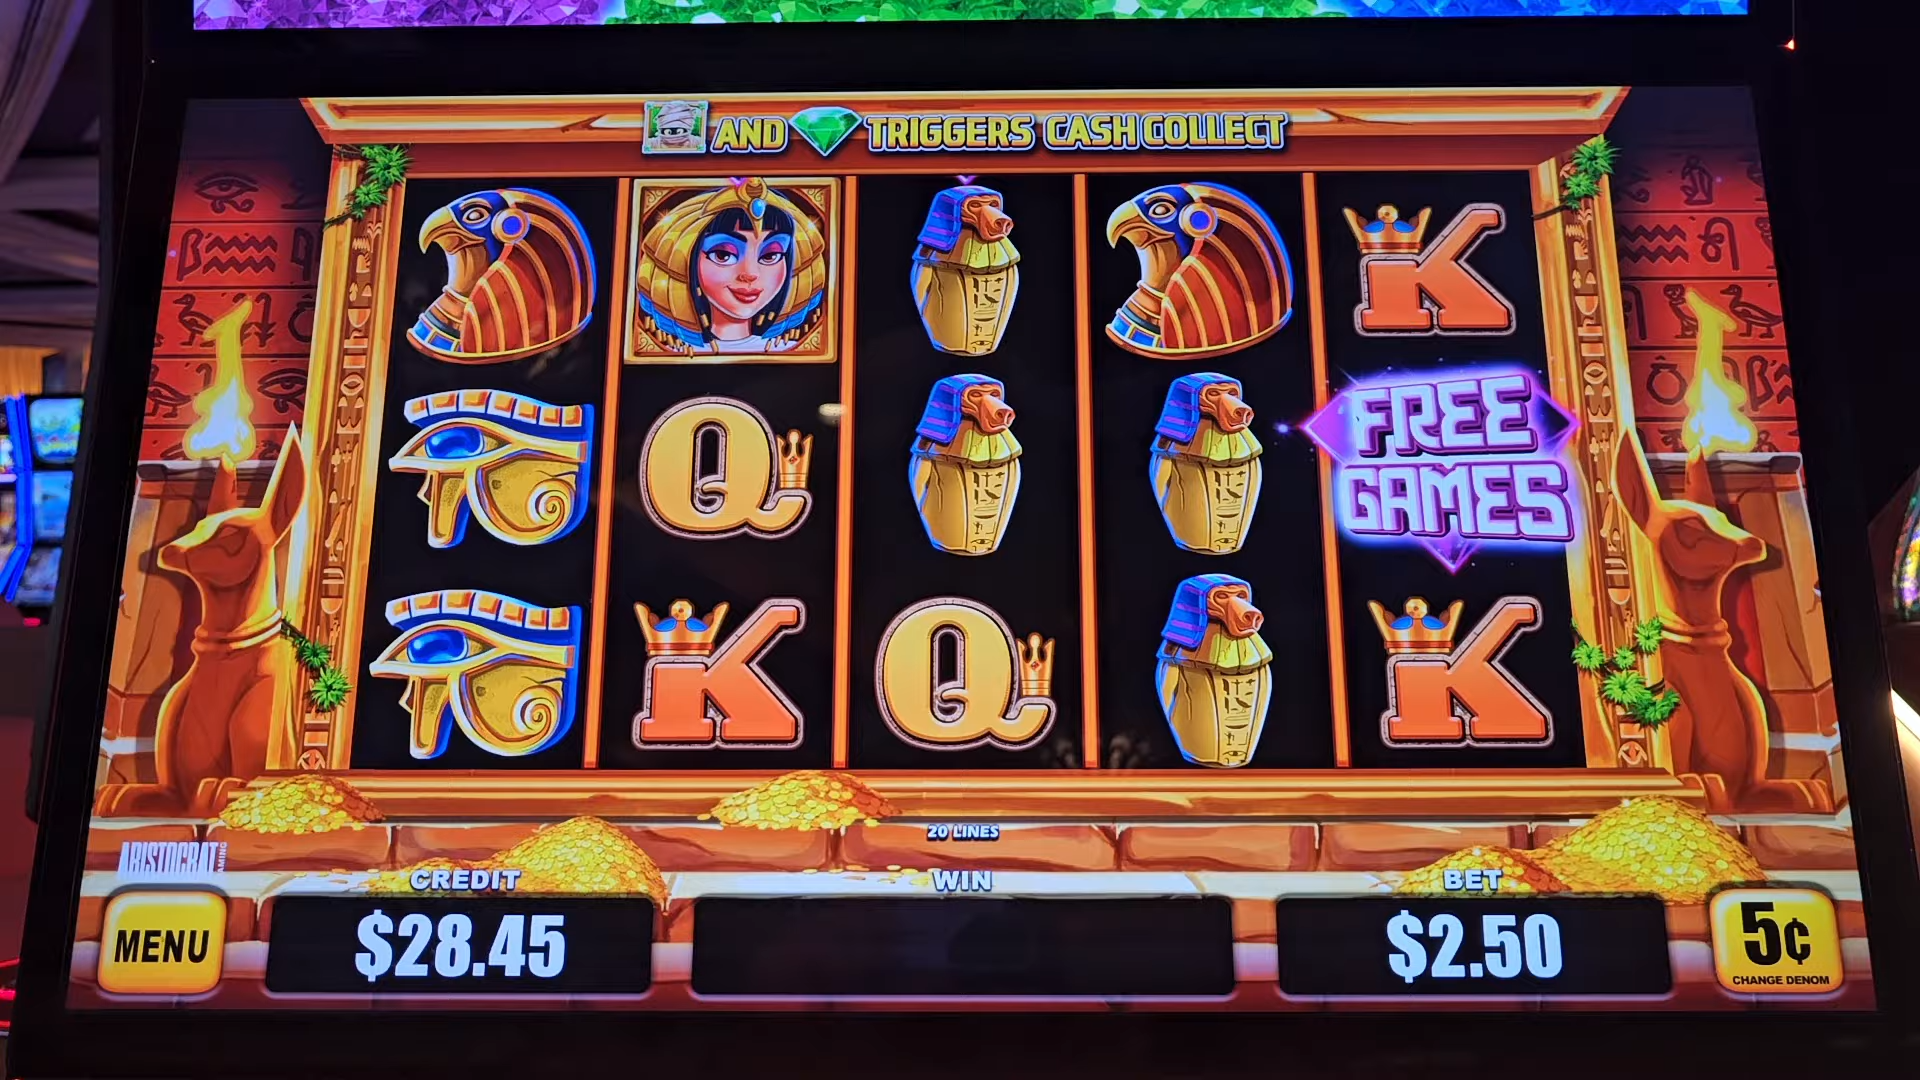 AND TRIGGERS CASH COLLECT
K
FREE
GAMES
Q
K
Q
K
20 LINES
ARISTOCRAT
GAMING
CREDIT
WIN
BET
MENU
$28.45
$2.50
5¢
CHANGE DENOM